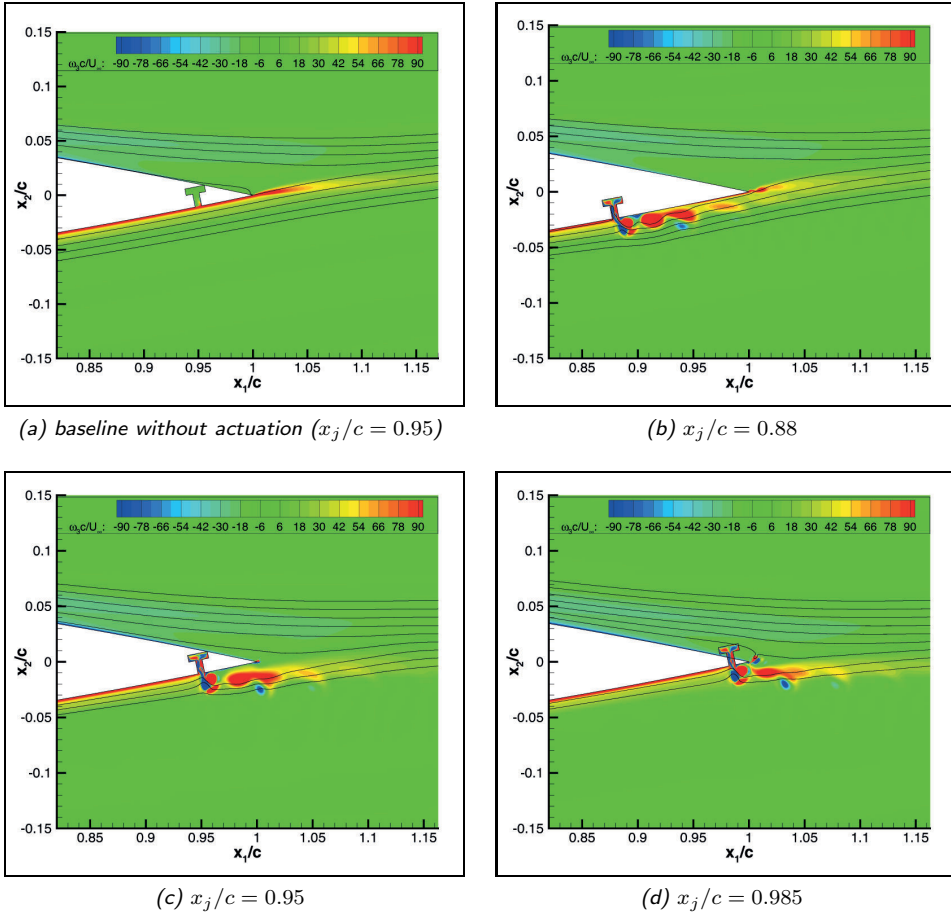 0.15
ω₃c/U∞: -90 -78 -66 -54 -42 -30 -18 -6 6 18 30 42 54 66 78 90
0.1
0.05
x₂/c
0
-0.05
-0.1
-0.15
0.85 0.9 0.95 1 1.05 1.1 1.15
x₁/c
(a) baseline without actuation (xⱼ/c = 0.95)
0.15
ω₃c/U∞: -90 -78 -66 -54 -42 -30 -18 -6 6 18 30 42 54 66 78 90
0.1
0.05
x₂/c
0
-0.05
-0.1
-0.15
0.85 0.9 0.95 1 1.05 1.1 1.15
x₁/c
(b) xⱼ/c = 0.88
0.15
ω₃c/U∞: -90 -78 -66 -54 -42 -30 -18 -6 6 18 30 42 54 66 78 90
0.1
0.05
x₂/c
0
-0.05
-0.1
-0.15
0.85 0.9 0.95 1 1.05 1.1 1.15
x₁/c
(c) xⱼ/c = 0.95
0.15
ω₃c/U∞: -90 -78 -66 -54 -42 -30 -18 -6 6 18 30 42 54 66 78 90
0.1
0.05
x₂/c
0
-0.05
-0.1
-0.15
0.85 0.9 0.95 1 1.05 1.1 1.15
x₁/c
(d) xⱼ/c = 0.985